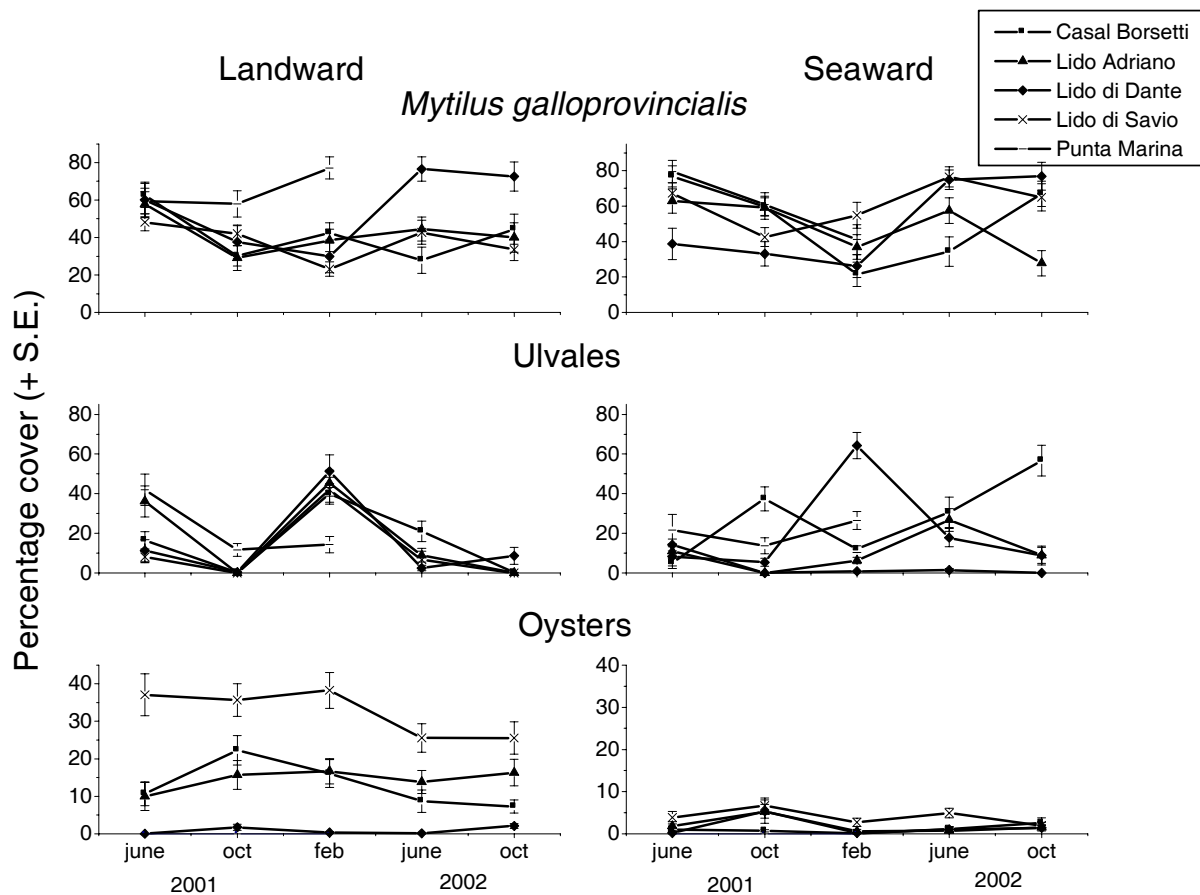 Casal Borsetti
Lido Adriano
Lido di Dante
Lido di Savio
Punta Marina
Landward
Seaward
Mytilus galloprovincialis
80
60
40
20
0
80
60
40
20
0
Ulvales
80
60
40
20
0
80
60
40
20
0
Oysters
40
30
20
10
0
40
30
20
10
0
Percentage cover (+ S.E.)
june oct feb june oct
june oct feb june oct
2001 2002
2001 2002